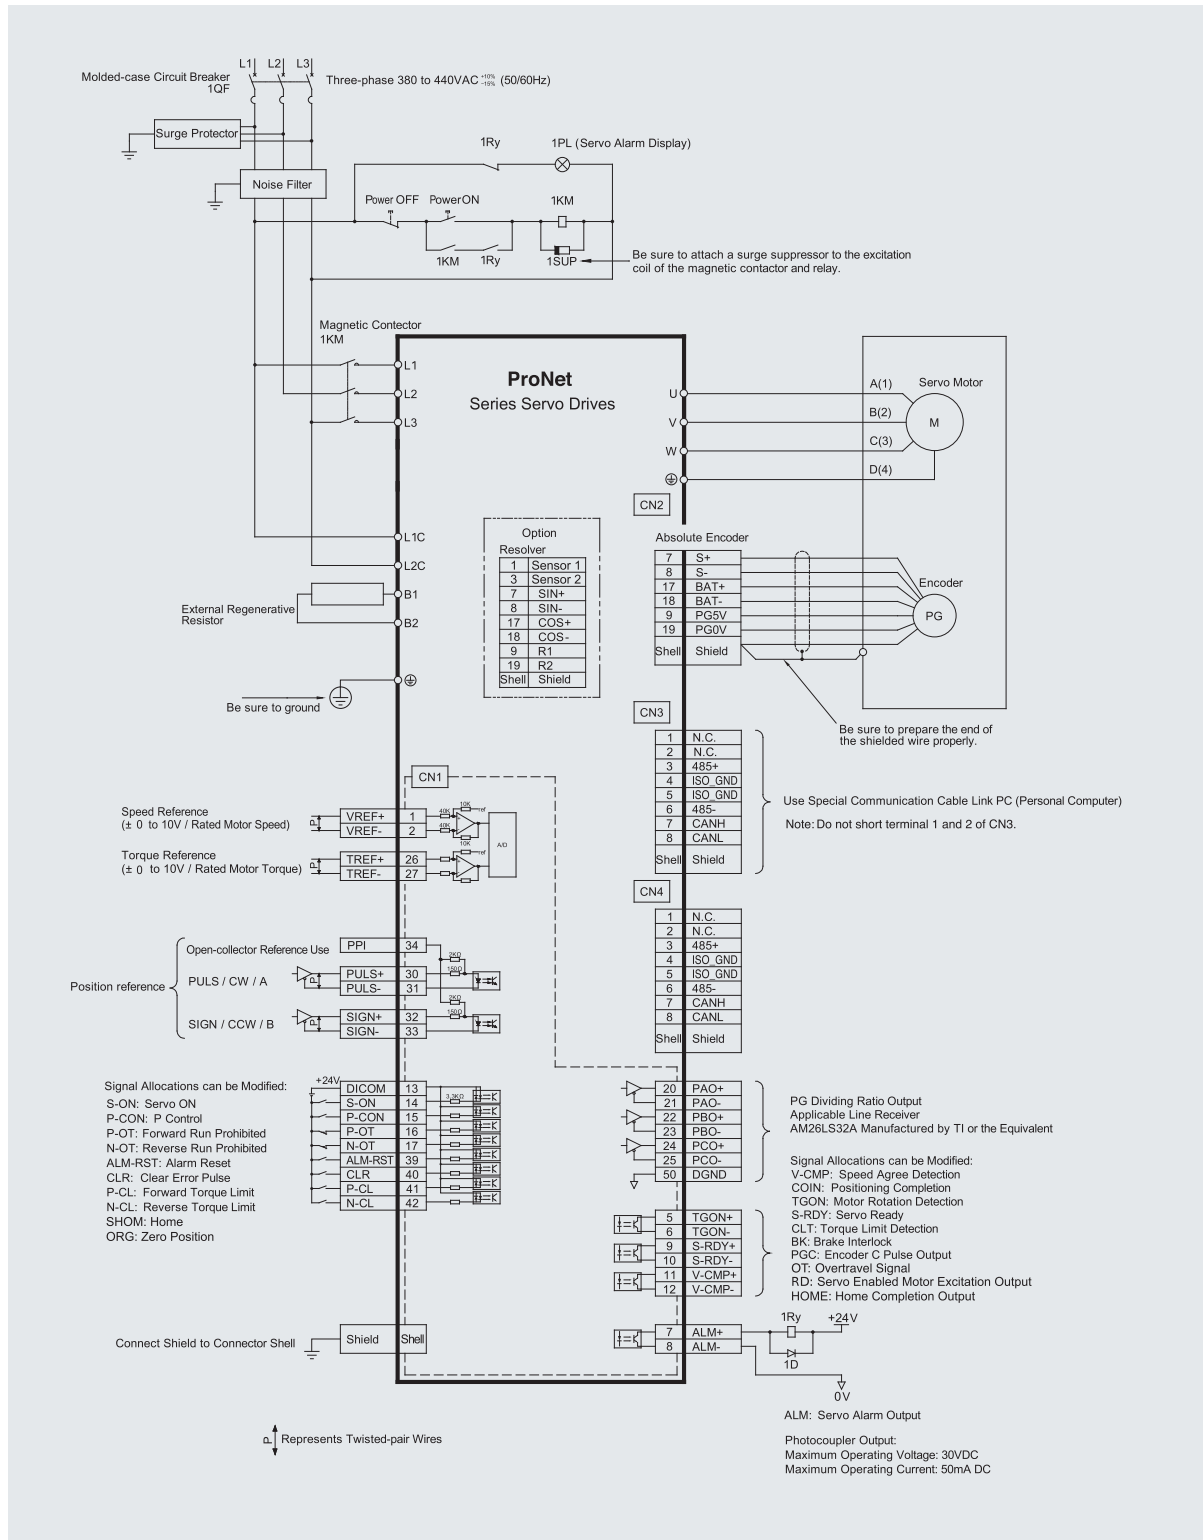 L1 L2 L3
Molded-case Circuit Breaker
1QF
Three-phase 380 to 440VAC +10% -15% (50/60Hz)
Surge Protector
Noise Filter
1Ry
1PL (Servo Alarm Display)
Power OFF
PowerON
1KM
1KM
1Ry
1SUP
Be sure to attach a surge suppressor to the excitation
coil of the magnetic contactor and relay.
Magnetic Contector
1KM
L1
L2
L3
ProNet
Series Servo Drives
U
V
W
A(1)
B(2)
C(3)
D(4)
Servo Motor
M
CN2
L1C
L2C
B1
B2
External Regenerative
Resistor
Be sure to ground
Option
Resolver
1 Sensor 1
3 Sensor 2
7 SIN+
8 SIN-
17 COS+
18 COS-
9 R1
19 R2
Shell Shield
Absolute Encoder
7 S+
8 S-
17 BAT+
18 BAT-
9 PG5V
19 PG0V
Shell Shield
Encoder
PG
Be sure to prepare the end of
the shielded wire properly.
CN3
1 N.C.
2 N.C.
3 485+
4 ISO_GND
5 ISO_GND
6 485-
7 CANH
8 CANL
Shell Shield
Use Special Communication Cable Link PC (Personal Computer)
Note: Do not short terminal 1 and 2 of CN3.
CN1
Speed Reference
(± 0 to 10V / Rated Motor Speed)
P
VREF+ 1
VREF- 2
40K
40K
10K
10K
ref
A/D
Torque Reference
(± 0 to 10V / Rated Motor Torque)
P
TREF+ 26
TREF- 27
ref
CN4
1 N.C.
2 N.C.
3 485+
4 ISO_GND
5 ISO_GND
6 485-
7 CANH
8 CANL
Shell Shield
Position reference
Open-collector Reference Use
PPI 34
2KΩ
PULS / CW / A
P
PULS+ 30
PULS- 31
150Ω
2KΩ
SIGN / CCW / B
P
SIGN+ 32
SIGN- 33
150Ω
Signal Allocations can be Modified:
S-ON: Servo ON
P-CON: P Control
P-OT: Forward Run Prohibited
N-OT: Reverse Run Prohibited
ALM-RST: Alarm Reset
CLR: Clear Error Pulse
P-CL: Forward Torque Limit
N-CL: Reverse Torque Limit
SHOM: Home
ORG: Zero Position
+24V
DICOM 13
S-ON 14
P-CON 15
P-OT 16
N-OT 17
ALM-RST 39
CLR 40
P-CL 41
N-CL 42
3.3KΩ
20 PAO+
21 PAO-
22 PBO+
23 PBO-
24 PCO+
25 PCO-
50 DGND
PG Dividing Ratio Output
Applicable Line Receiver
AM26LS32A Manufactured by TI or the Equivalent
5 TGON+
6 TGON-
9 S-RDY+
10 S-RDY-
11 V-CMP+
12 V-CMP-
Signal Allocations can be Modified:
V-CMP: Speed Agree Detection
COIN: Positioning Completion
TGON: Motor Rotation Detection
S-RDY: Servo Ready
CLT: Torque Limit Detection
BK: Brake Interlock
PGC: Encoder C Pulse Output
OT: Overtravel Signal
RD: Servo Enabled Motor Excitation Output
HOME: Home Completion Output
Connect Shield to Connector Shell
Shield Shell
7 ALM+
8 ALM-
1Ry
+24V
1D
0V
ALM: Servo Alarm Output
P Represents Twisted-pair Wires
Photocoupler Output:
Maximum Operating Voltage: 30VDC
Maximum Operating Current: 50mA DC